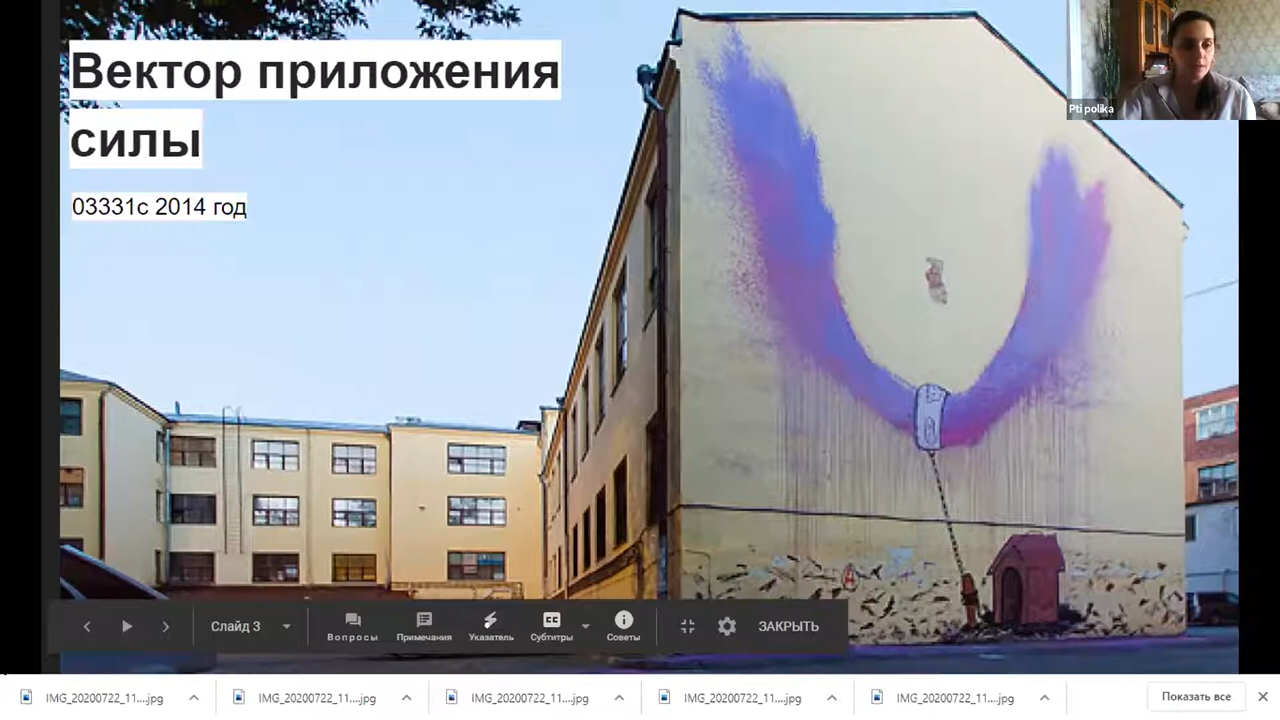 Вектор приложения
силы
03331c 2014 год
Pti polika
Слайд 3
Вопросы
Примечания
Указатель
Субтитры
Советы
ЗАКРЫТЬ
IMG_20200722_11....jpg
IMG_20200722_11....jpg
IMG_20200722_11....jpg
IMG_20200722_11....jpg
IMG_20200722_11....jpg
Показать все